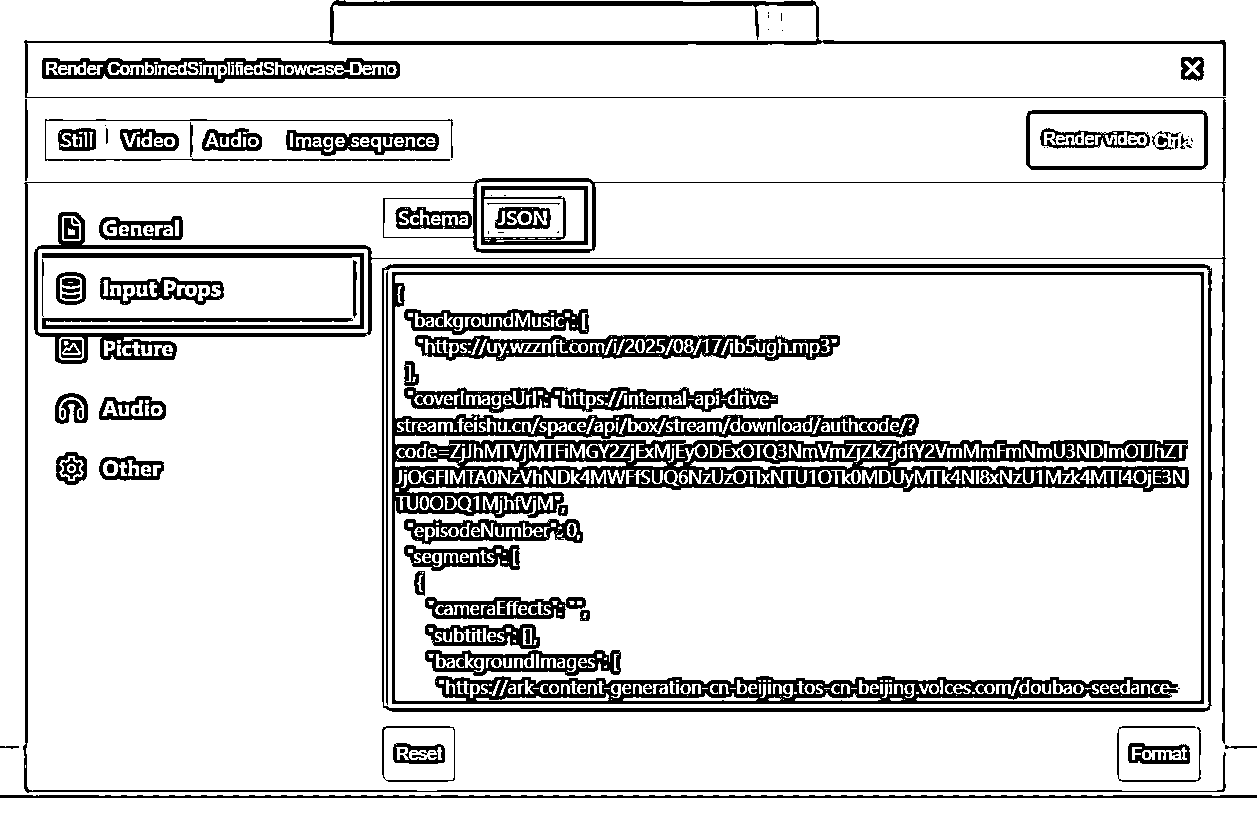 Render CombinedSimplifiedShowcase-Demo
Still Video Audio Image sequence
Render video
General
Input Props
Picture
Audio
Other
Schema JSON
{
"backgroundMusic": [
"https://uy.wzznft.com/i/2025/08/17/ib5ugh.mp3"
],
"coverImageUrl": "https://internal-api-drive-
stream.feishu.cn/space/api/box/stream/download/authcode/?
"episodeNumber": 0,
"segments": [
{
"cameraEffects": "",
"subtitles": [],
"backgroundImages": [
"https://ark-content-generation-cn-beijing.tos-cn-beijing.volces.com/doubao-seedance-
Reset
Format